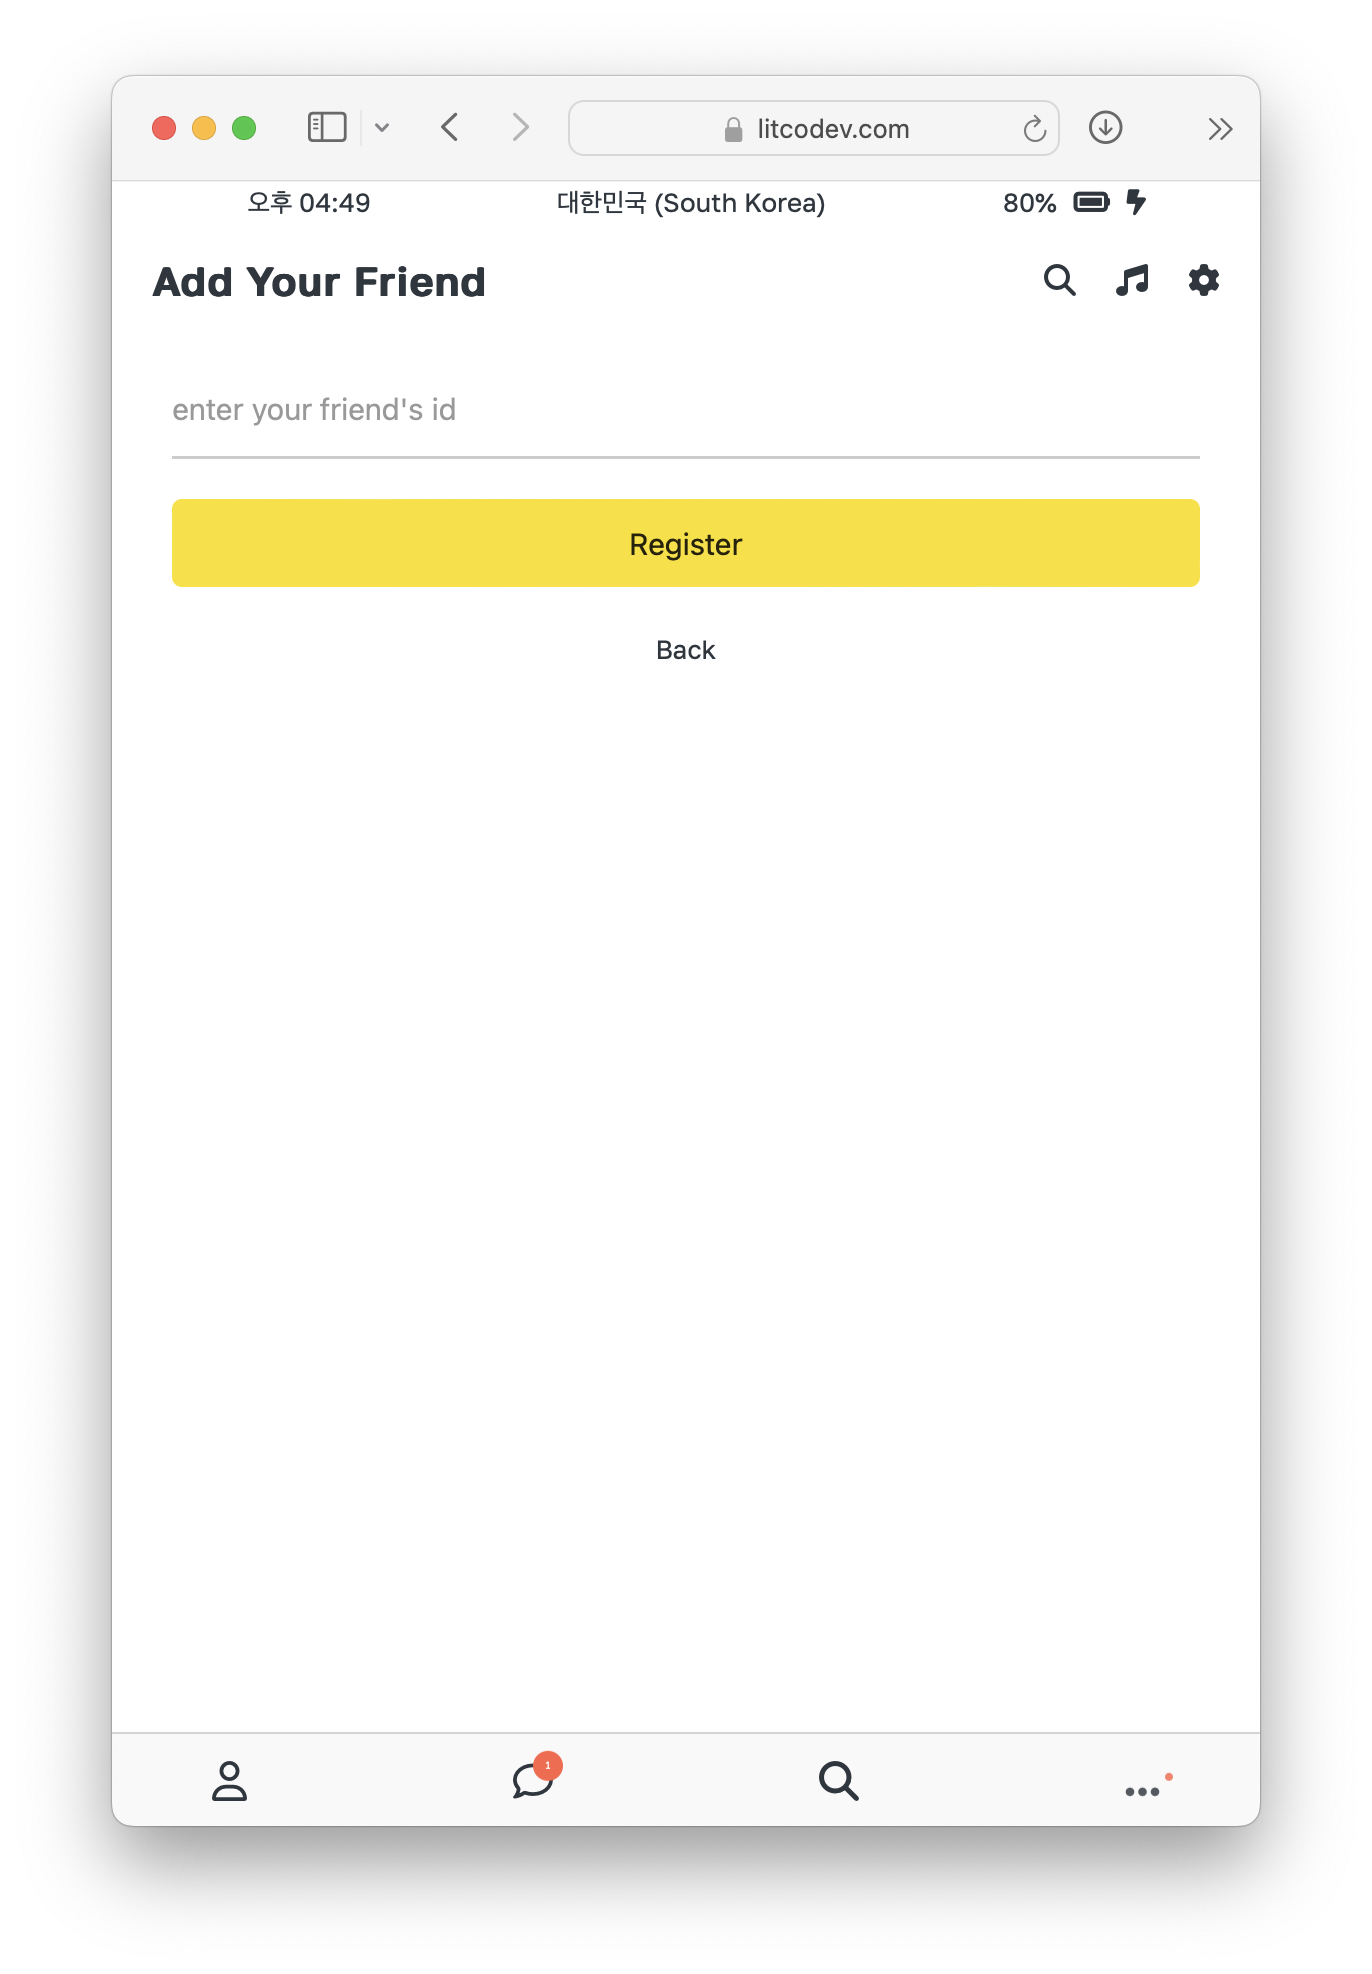 litcodev.com
오후 04:49 대한민국 (South Korea) 80%
Add Your Friend
enter your friend's id
Register
Back
1